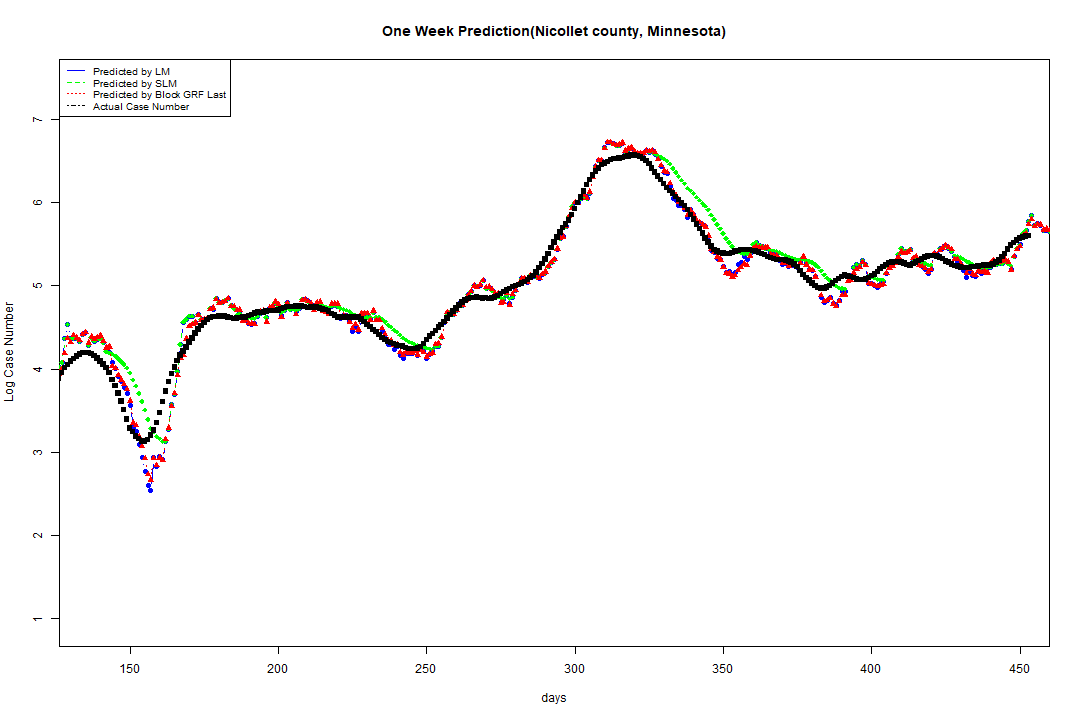 One Week Prediction(Nicollet county, Minnesota)
Predicted by LM
Predicted by SLM
Predicted by Block GRF Last
Actual Case Number
7
6
5
4
3
2
1
Log Case Number
150 200 250 300 350 400 450
days